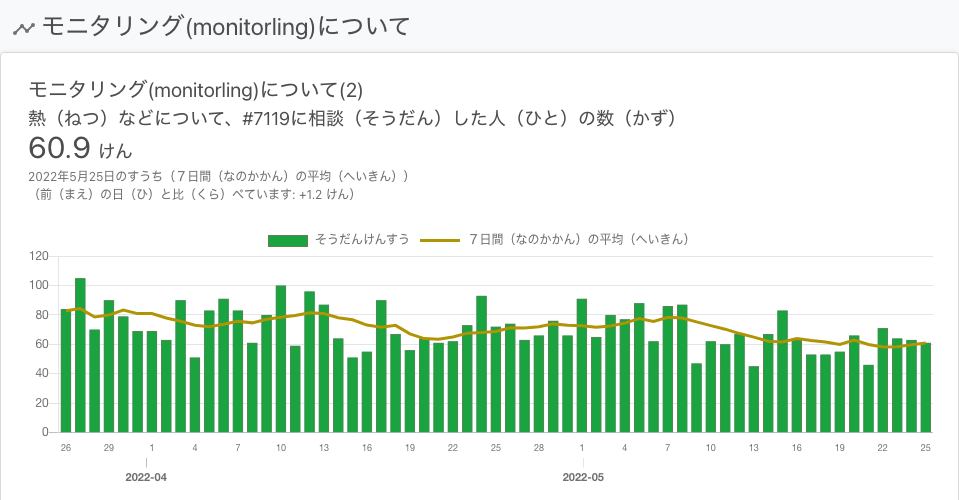 モニタリング(monitorling)について
モニタリング(monitorling)について(2)
熱（ねつ）などについて、#7119に相談（そうだん）した人（ひと）の数（かず）
60.9 けん
2022年5月25日のすうち（７日間（なのかかん）の平均（へいきん））
（前（まえ）の日（ひ）と比（くら）べています: +1.2 けん）
そうだんけんすう ７日間（なのかかん）の平均（へいきん）
120
100
80
60
40
20
0
26 29 1 4 7 10 13 16 19 22 25 28 1 4 7 10 13 16 19 22 25
2022-04 2022-05